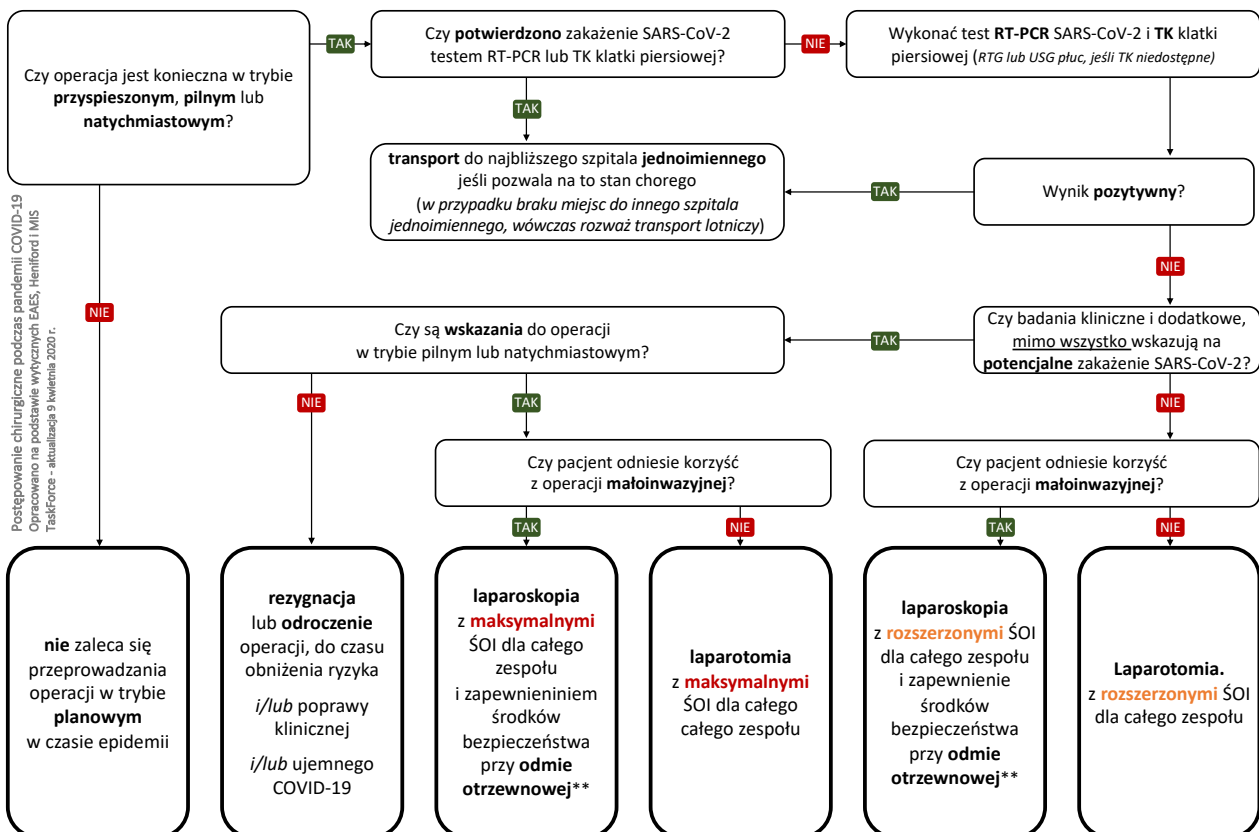 Czy operacja jest konieczna w trybie
przyspieszonym, pilnym lub
natychmiastowym?
TAK
Czy potwierdzono zakażenie SARS-CoV-2
testem RT-PCR lub TK klatki piersiowej?
NIE
Wykonać test RT-PCR SARS-CoV-2 i TK klatki
piersiowej (RTG lub USG płuc, jeśli TK niedostępne)
TAK
transport do najbliższego szpitala jednoimiennego
jeśli pozwala na to stan chorego
(w przypadku braku miejsc do innego szpitala
jednoimiennego, wówczas rozważ transport lotniczy)
TAK
Wynik pozytywny?
NIE
Postępowanie chirurgiczne podczas pandemii COVID-19
Opracowano na podstawie wytycznych EAES, Heniford i MIS
TaskForce - aktualizacja 9 kwietnia 2020 r.
NIE
Czy są wskazania do operacji
w trybie pilnym lub natychmiastowym?
TAK
Czy badania kliniczne i dodatkowe,
mimo wszystko wskazują na
potencjalne zakażenie SARS-CoV-2?
NIE
TAK
NIE
Czy pacjent odniesie korzyść
z operacji małoinwazyjnej?
Czy pacjent odniesie korzyść
z operacji małoinwazyjnej?
TAK
NIE
TAK
NIE
nie zaleca się
przeprowadzania
operacji w trybie
planowym
w czasie epidemii
rezygnacja
lub odroczenie
operacji, do czasu
obniżenia ryzyka
i/lub poprawy
klinicznej
i/lub ujemnego
COVID-19
laparoskopia
z maksymalnymi
ŚOI dla całego
zespołu
i zapewnieniniem
środków
bezpieczeństwa
przy odmie
otrzewnowej**
laparotomia
z maksymalnymi
ŚOI dla całego
całego zespołu
laparoskopia
z rozszerzonymi ŚOI
dla całego zespołu
i zapewnienie
środków
bezpieczeństwa
przy odmie
otrzewnowej**
Laparotomia.
z rozszerzonymi ŚOI
dla całego zespołu